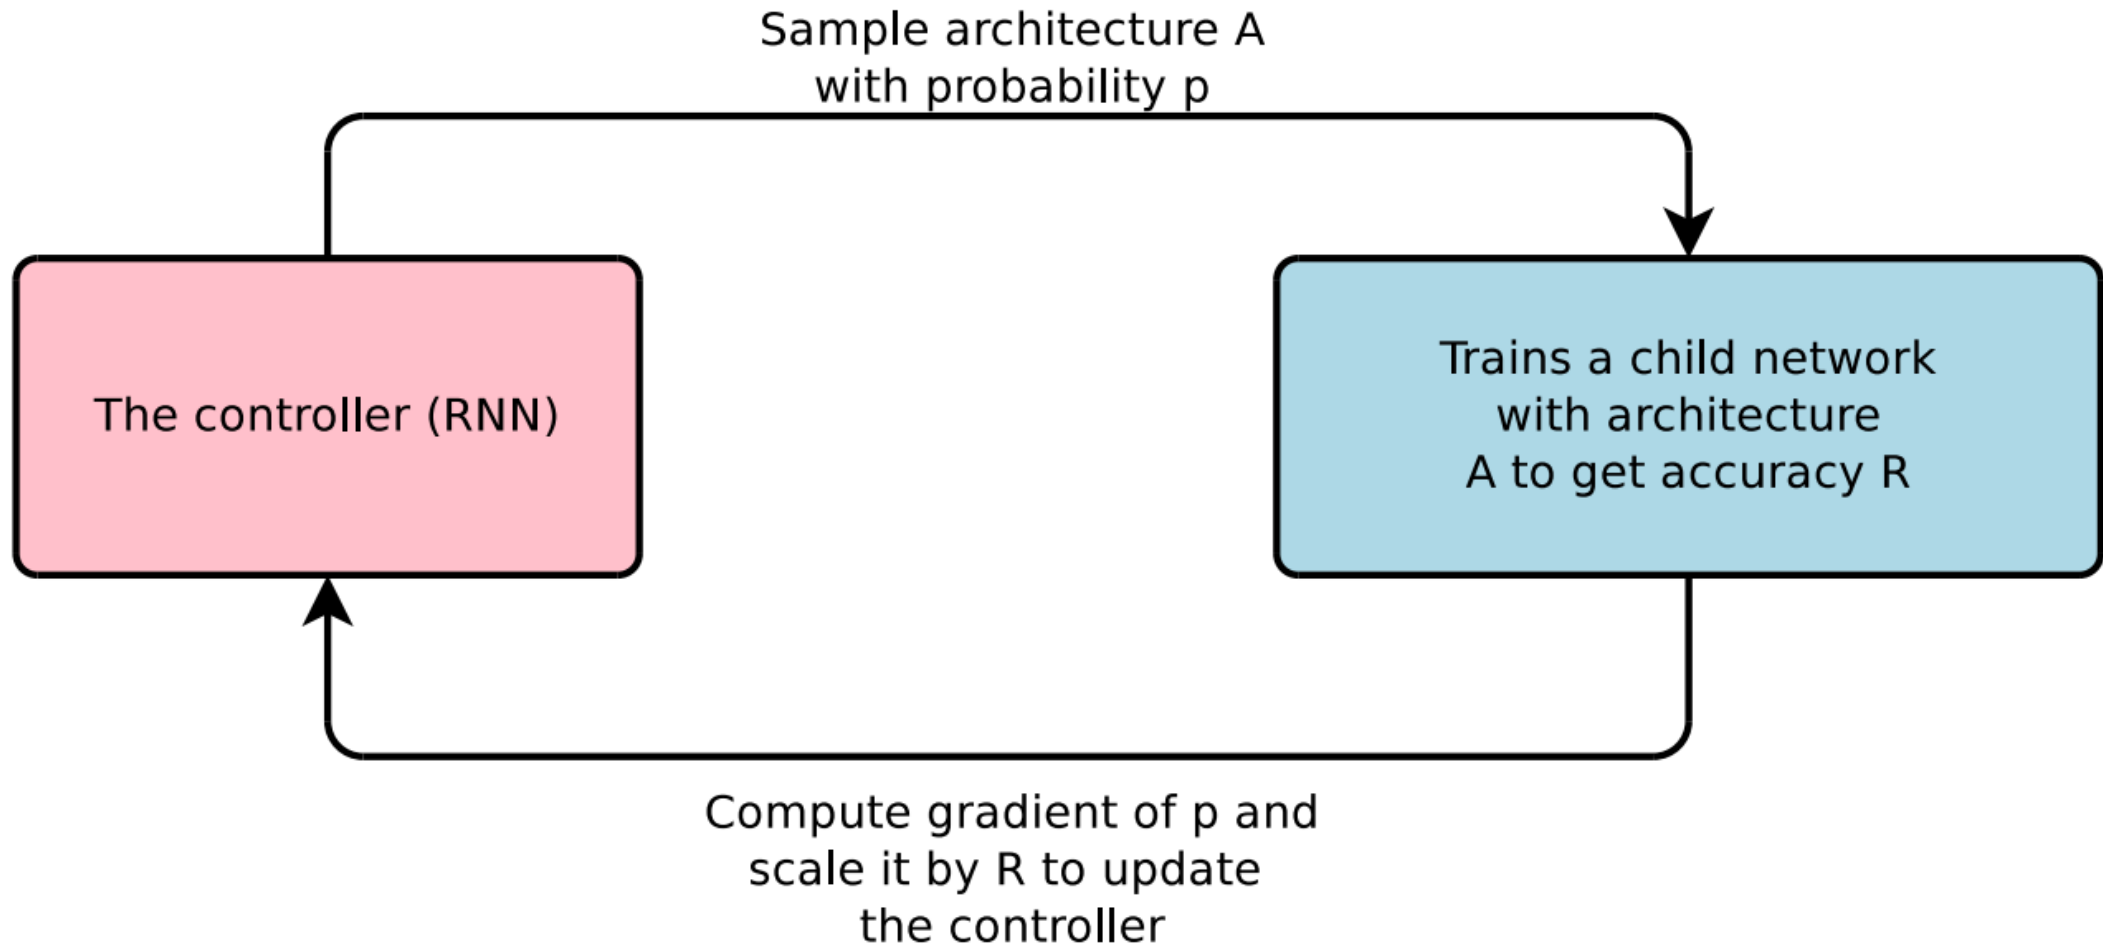 Sample architecture A
with probability p
The controller (RNN)
Trains a child network
with architecture
A to get accuracy R
Compute gradient of p and
scale it by R to update
the controller